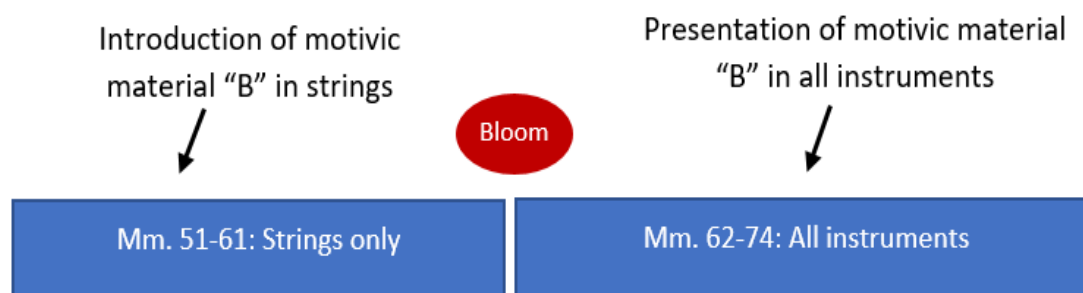 Introduction of motivic
material “B” in strings
Presentation of motivic material
“B” in all instruments
Bloom
Mm. 51-61: Strings only
Mm. 62-74: All instruments